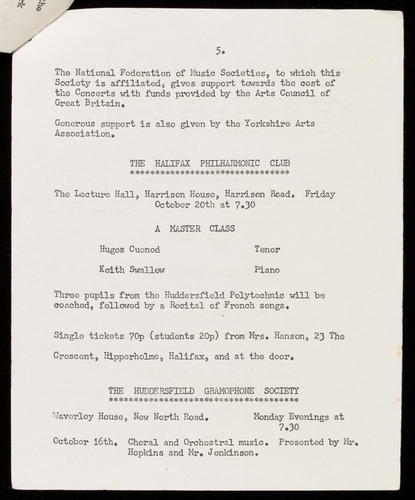 5.
The National Federation of Music Societies, to which this
Society is affiliated, gives support towards the cost of
the Concerts with funds provided by the Arts Council of
Great Britain.
Generous support is also given by the Yorkshire Arts
Association.
THE HALIFAX PHILHARMONIC CLUB
********************************
The Lecture Hall, Harrison House, Harrison Road. Friday
October 20th at 7.30
A MASTER CLASS
Huges Cuenod Tenor
Keith Swallow Piano
Three pupils from the Huddersfield Polytechnic will be
coached, followed by a Recital of French songs.
Single tickets 70p (students 20p) from Mrs. Hanson, 23 The
Crescent, Hipperholme, Halifax, and at the door.
THE HUDDERSFIELD GRAMOPHONE SOCIETY
**************************************
Waverley House, New North Road. Monday Evenings at
7.30
October 16th. Choral and Orchestral music. Presented by Mr.
Hopkins and Mr. Jenkinson.